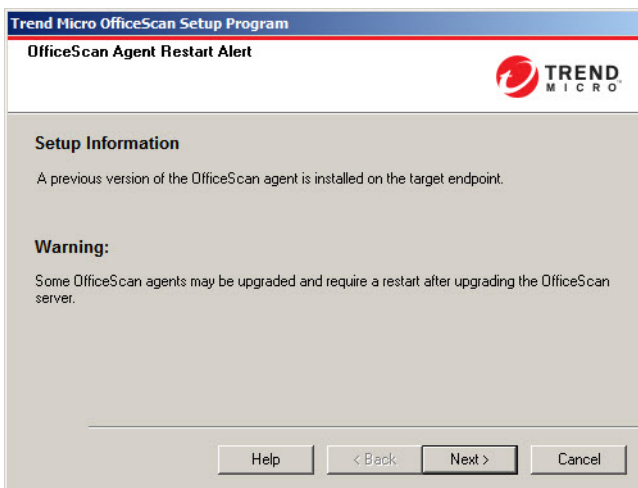 Trend Micro OfficeScan Setup Program
OfficeScan Agent Restart Alert
TREND
MICRO
Setup Information
A previous version of the OfficeScan agent is installed on the target endpoint.
Warning:
Some OfficeScan agents may be upgraded and require a restart after upgrading the OfficeScan
server.
Help < Back Next > Cancel